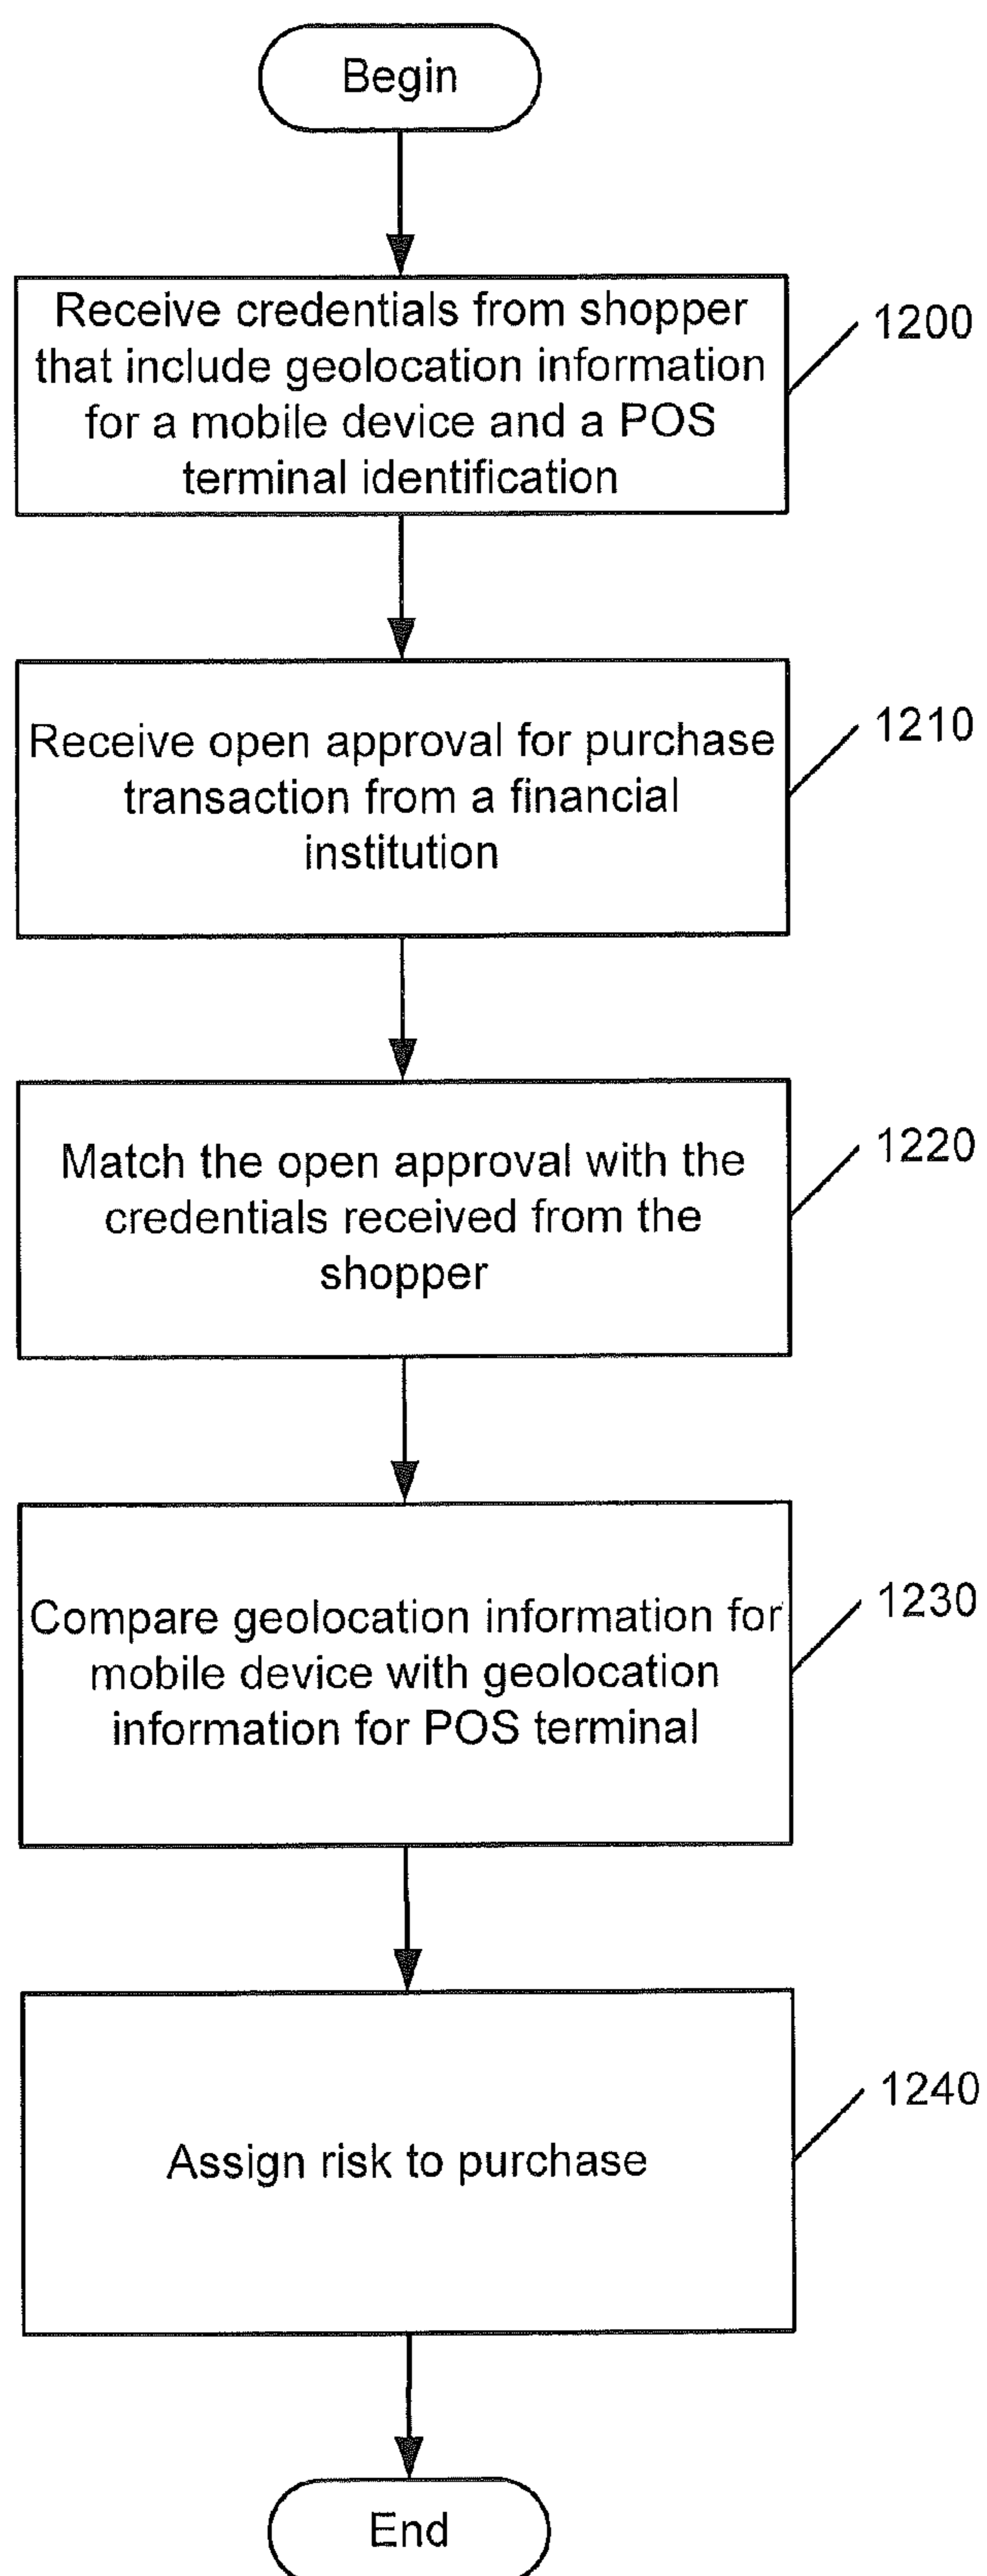 Begin
Receive credentials from shopper
that include geolocation information
for a mobile device and a POS
terminal identification
1200
Receive open approval for purchase
transaction from a financial
institution
1210
Match the open approval with the
credentials received from the
shopper
1220
Compare geolocation information for
mobile device with geolocation
information for POS terminal
1230
Assign risk to purchase
1240
End